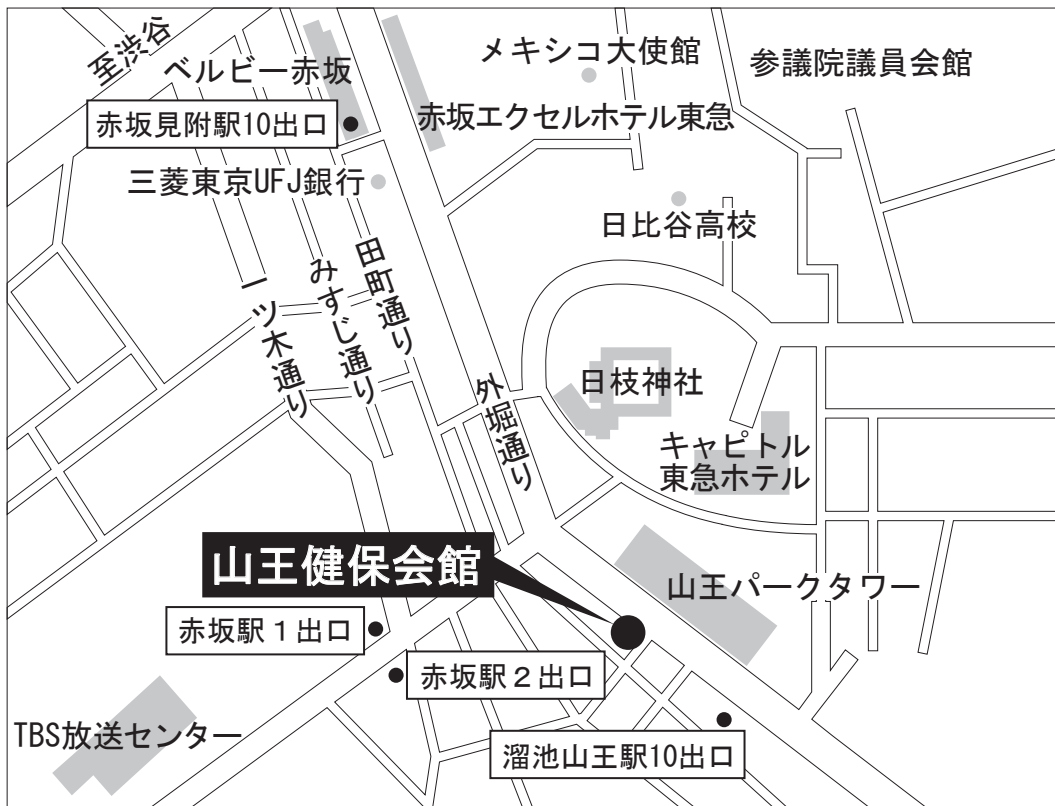 至渋谷
ベルビー赤坂
メキシコ大使館
参議院議員会館
赤坂見附駅10出口
赤坂エクセルホテル東急
三菱東京UFJ銀行
日比谷高校
田町通り
みすじ通り
一ツ木通り
外堀通り
日枝神社
キャピトル
東急ホテル
山王健保会館
山王パークタワー
赤坂駅1出口
赤坂駅2出口
TBS放送センター
溜池山王駅10出口